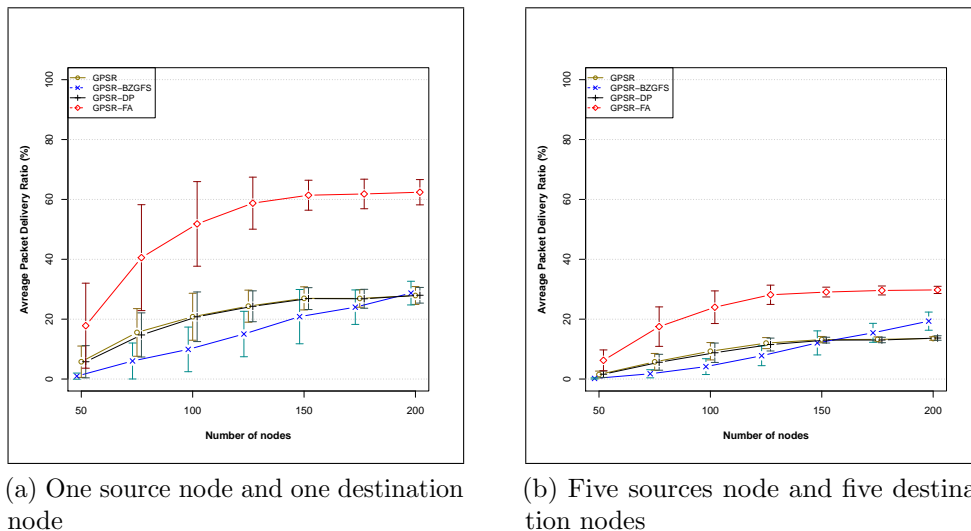 GPSR
GPSR-BZGFS
GPSR-DP
GPSR-FA
100
80
60
40
20
0
Avreage Packet Delivery Ratio (%)
50
100
150
200
Number of nodes
(a) One source node and one destination
node
GPSR
GPSR-BZGFS
GPSR-DP
GPSR-FA
100
80
60
40
20
0
Avreage Packet Delivery Ratio (%)
50
100
150
200
Number of nodes
(b) Five sources node and five destina
tion nodes